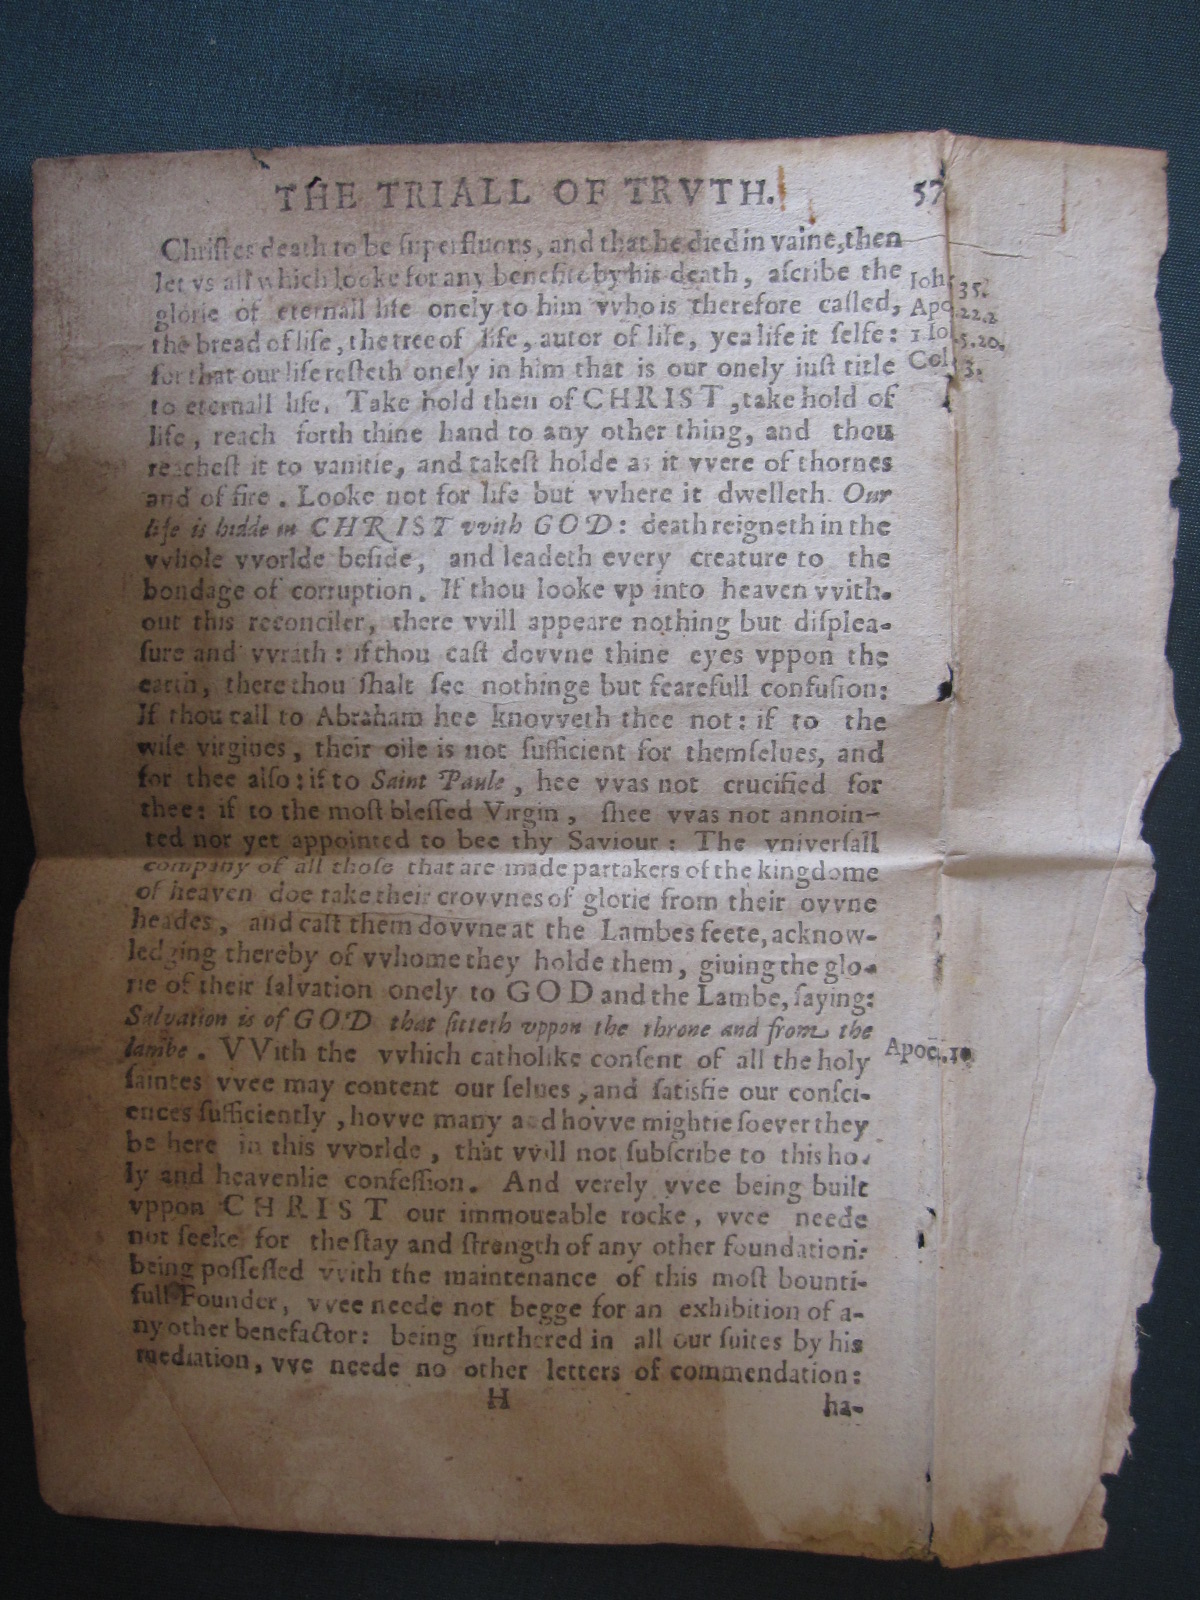 THE TRIALL OF TRVTH. 57
Chriſtes death to be ſuperfluous, and that he died in vaine, then
let vs all which looke for any benefite by his death, aſcribe the
glorie of eternall life onely to him vvho is therefore called,
the bread of life, the tree of life, autor of life, yea life it ſelfe:
for that our life reſteth onely in him that is our onely iuſt title
to eternall life. Take hold then of CHRIST, take hold of
life, reach forth thine hand to any other thing, and thou
reacheſt it to vanitie, and takeſt holde as it vvere of thornes
and of fire. Looke not for life but vvhere it dwelleth. Our
life is hidde in CHRIST vvith GOD: death reigneth in the
vvhole vvorlde beſide, and leadeth every creature to the
bondage of corruption. If thou looke vp into heaven vvith-
out this reconciler, there vvill appeare nothing but diſplea-
ſure and vvrath: if thou caſt dovvne thine eyes vppon the
earth, there thou ſhalt ſee nothinge but fearefull confuſion:
If thou call to Abraham hee knovveth thee not: if to the
wiſe virgines, their oile is not ſufficient for themſelues, and
for thee alſo: if to Saint Paule, hee vvas not crucified for
thee: if to the moſt bleſſed Virgin, ſhee vvas not annoin-
ted nor yet appointed to bee thy Saviour: The vniverſall
company of all thoſe that are made partakers of the kingdome
of heaven doe take their crovvnes of glorie from their ovvne
heades, and caſt them dovvne at the Lambes feete, acknow-
ledging thereby of vvhome they holde them, giuing the glo-
rie of their ſalvation onely to GOD and the Lambe, ſaying:
Salvation is of GOD that ſitteth vppon the throne and from the
lambe. VVith the vvhich catholike conſent of all the holy
ſaintes vvee may content our ſelues, and ſatisfie our conſci-
ences ſufficiently, hovve many and hovve mightie ſoever they
be here in this vvorlde, that vvill not ſubſcribe to this ho-
ly and heavenlie confeſſion. And verely vvee being built
vppon CHRIST our immoueable rocke, vvee neede
not ſeeke for the ſtay and ſtrength of any other foundation:
being poſſeſſed vvith the maintenance of this moſt bounti-
full Founder, vvee neede not begge for an exhibition of a-
ny other benefactor: being furthered in all our ſuites by his
mediation, vve neede no other letters of commendation:
H ha-
Ioh. 35.
Apo. 22.2
1 Io. 5.20.
Col. 3.
Apoc.